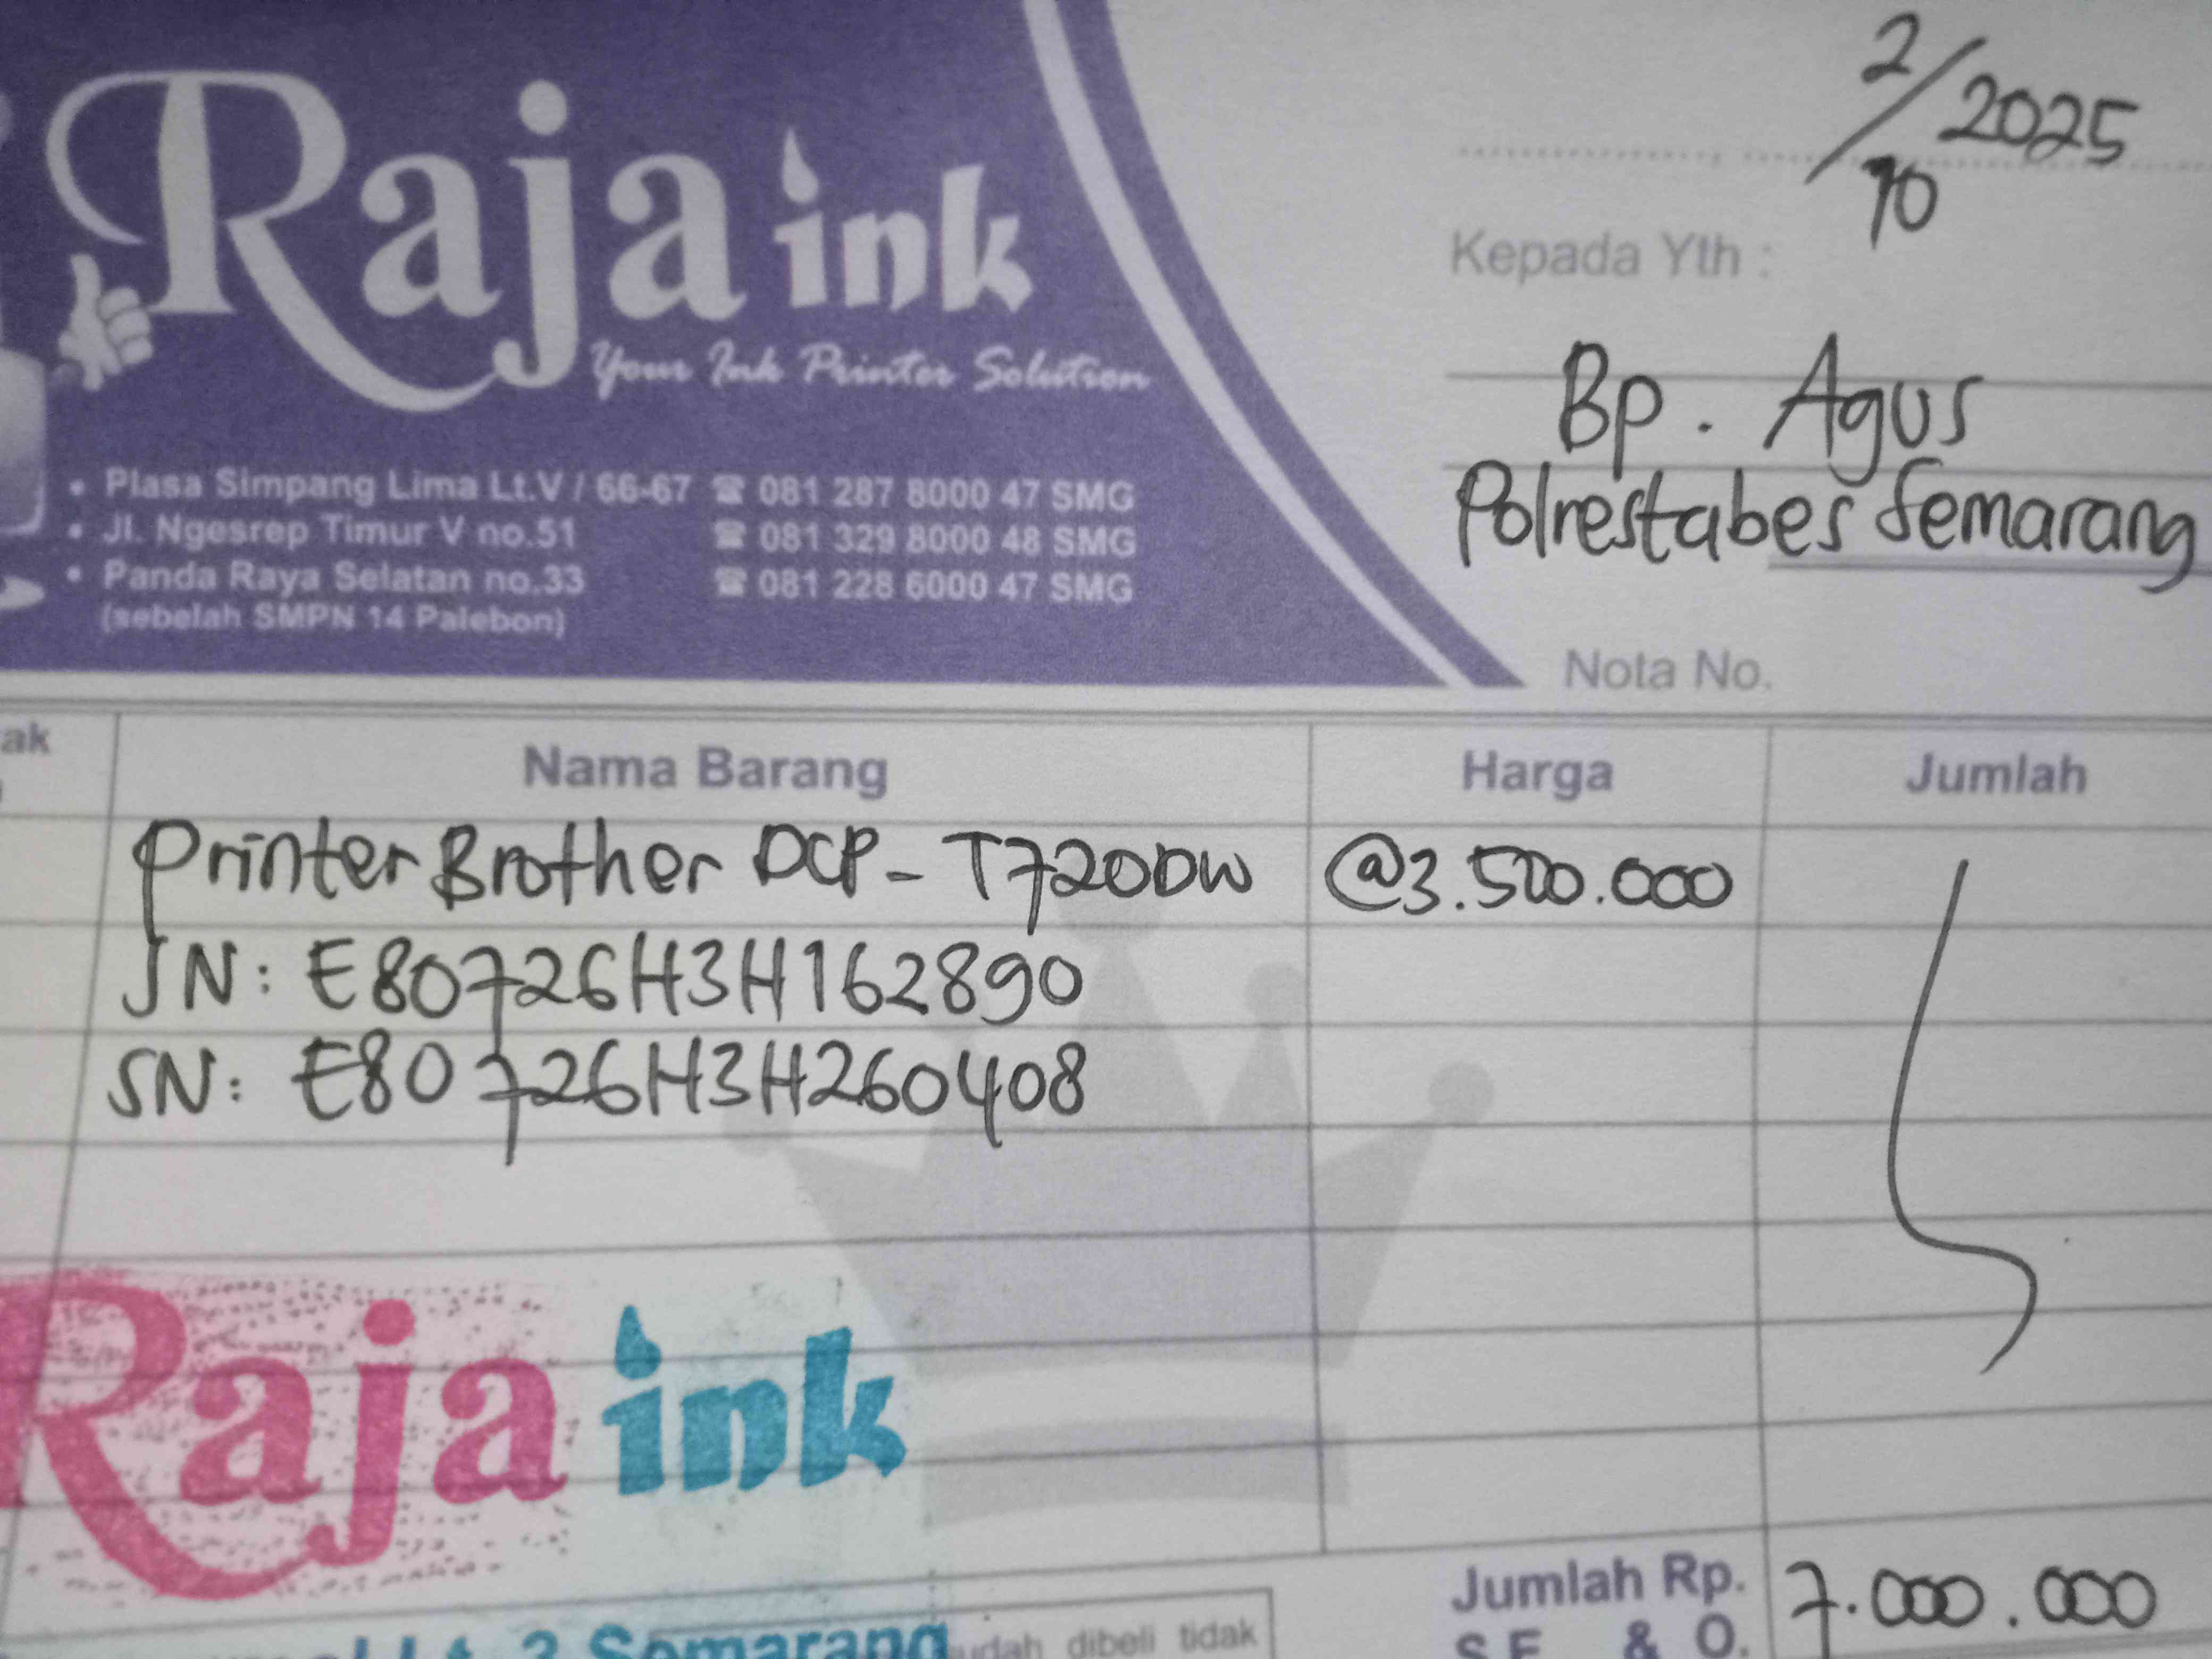 Raja ink
Your Ink Printer Solution
• Plasa Simpang Lima Lt.V / 66-67 ☎ 081 287 8000 47 SMG
• Jl. Ngesrep Timur V no.51 ☎ 081 329 8000 48 SMG
• Panda Raya Selatan no.33 ☎ 081 228 6000 47 SMG
(sebelah SMPN 14 Palebon)
2/10 2025
Kepada Yth :
Bp. Agus
Polrestabes Semarang
Nota No.
ak Nama Barang Harga Jumlah
Printer Brother DCP-T720DW @3.500.000
SN: E80726H3H162890
SN: E80726H3H260408
Raja ink
Jumlah Rp. 7.000.000
Lt. 3 Semarang
udah dibeli tidak
S.E. & O.